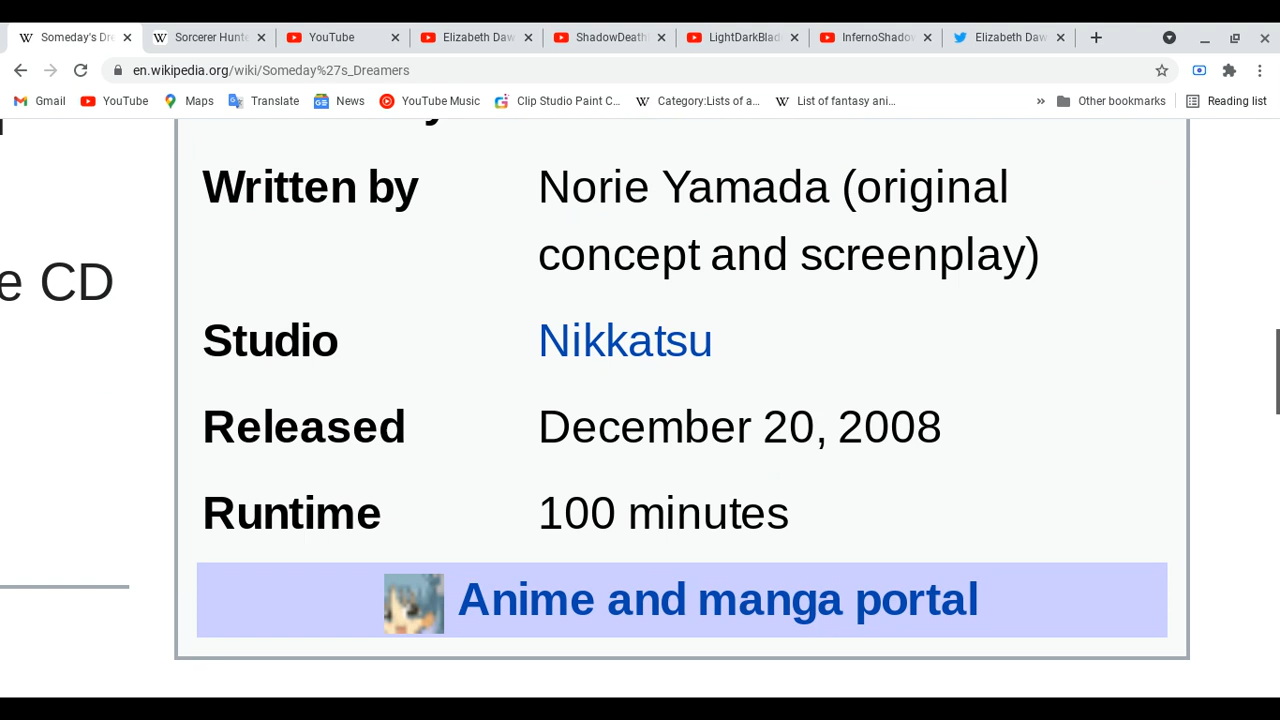 Someday's Dre
Sorcerer Hunt
YouTube
Elizabeth Daw
ShadowDeath
LightDarkBlad
InfernoShado
Elizabeth Daw
en.wikipedia.org/wiki/Someday%27s_Dreamers
Gmail
YouTube
Maps
Translate
News
YouTube Music
Clip Studio Paint C...
Category:Lists of a...
List of fantasy ani...
»
Other bookmarks
Reading list
Written by
Norie Yamada (original
concept and screenplay)
e CD
Studio
Nikkatsu
Released
December 20, 2008
Runtime
100 minutes
Anime and manga portal